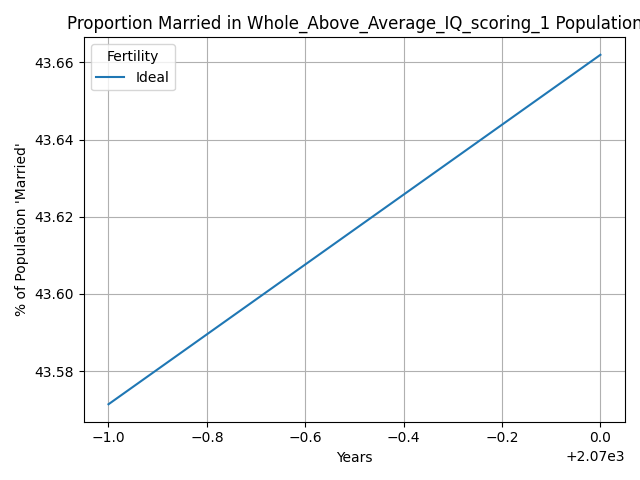 Proportion Married in Whole_Above_Average_IQ_scoring_1 Population
43.66
43.64
43.62
43.60
43.58
% of Population 'Married'
Fertility
Ideal
−1.0
−0.8
−0.6
−0.4
−0.2
0.0
Years
+2.07e3